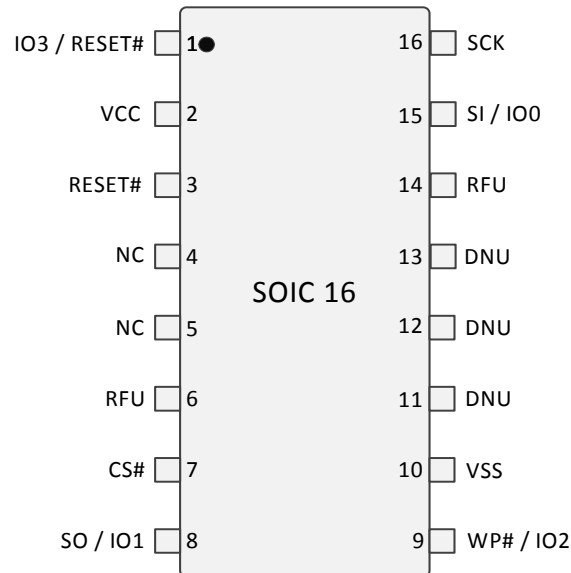 IO3 / RESET# 1 16 SCK
VCC 2 15 SI / IO0
RESET# 3 14 RFU
NC 4 13 DNU
SOIC 16
NC 5 12 DNU
RFU 6 11 DNU
CS# 7 10 VSS
SO / IO1 8 9 WP# / IO2